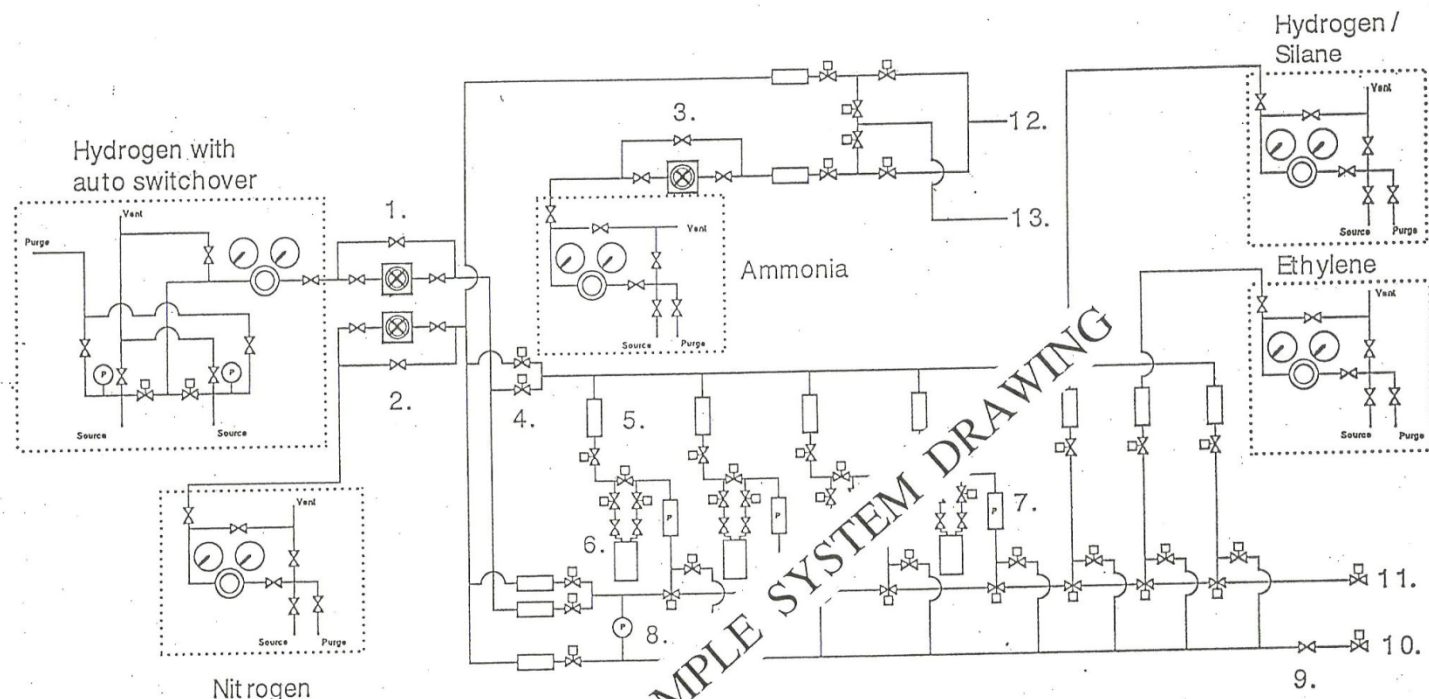 Hydrogen /
Silane
Vent
Source
Purge
3.
12.
13.
Hydrogen with
auto switchover
Vent
Purge
P
P
Source
Source
1.
2.
Vent
Source
Purge
Ammonia
Ethylene
Vent
Source
Purge
4.
5.
6.
P
P
P
7.
8.
P
9.
10.
11.
Vent
Source
Purge
Nitrogen
MPLE SYSTEM DRAWING